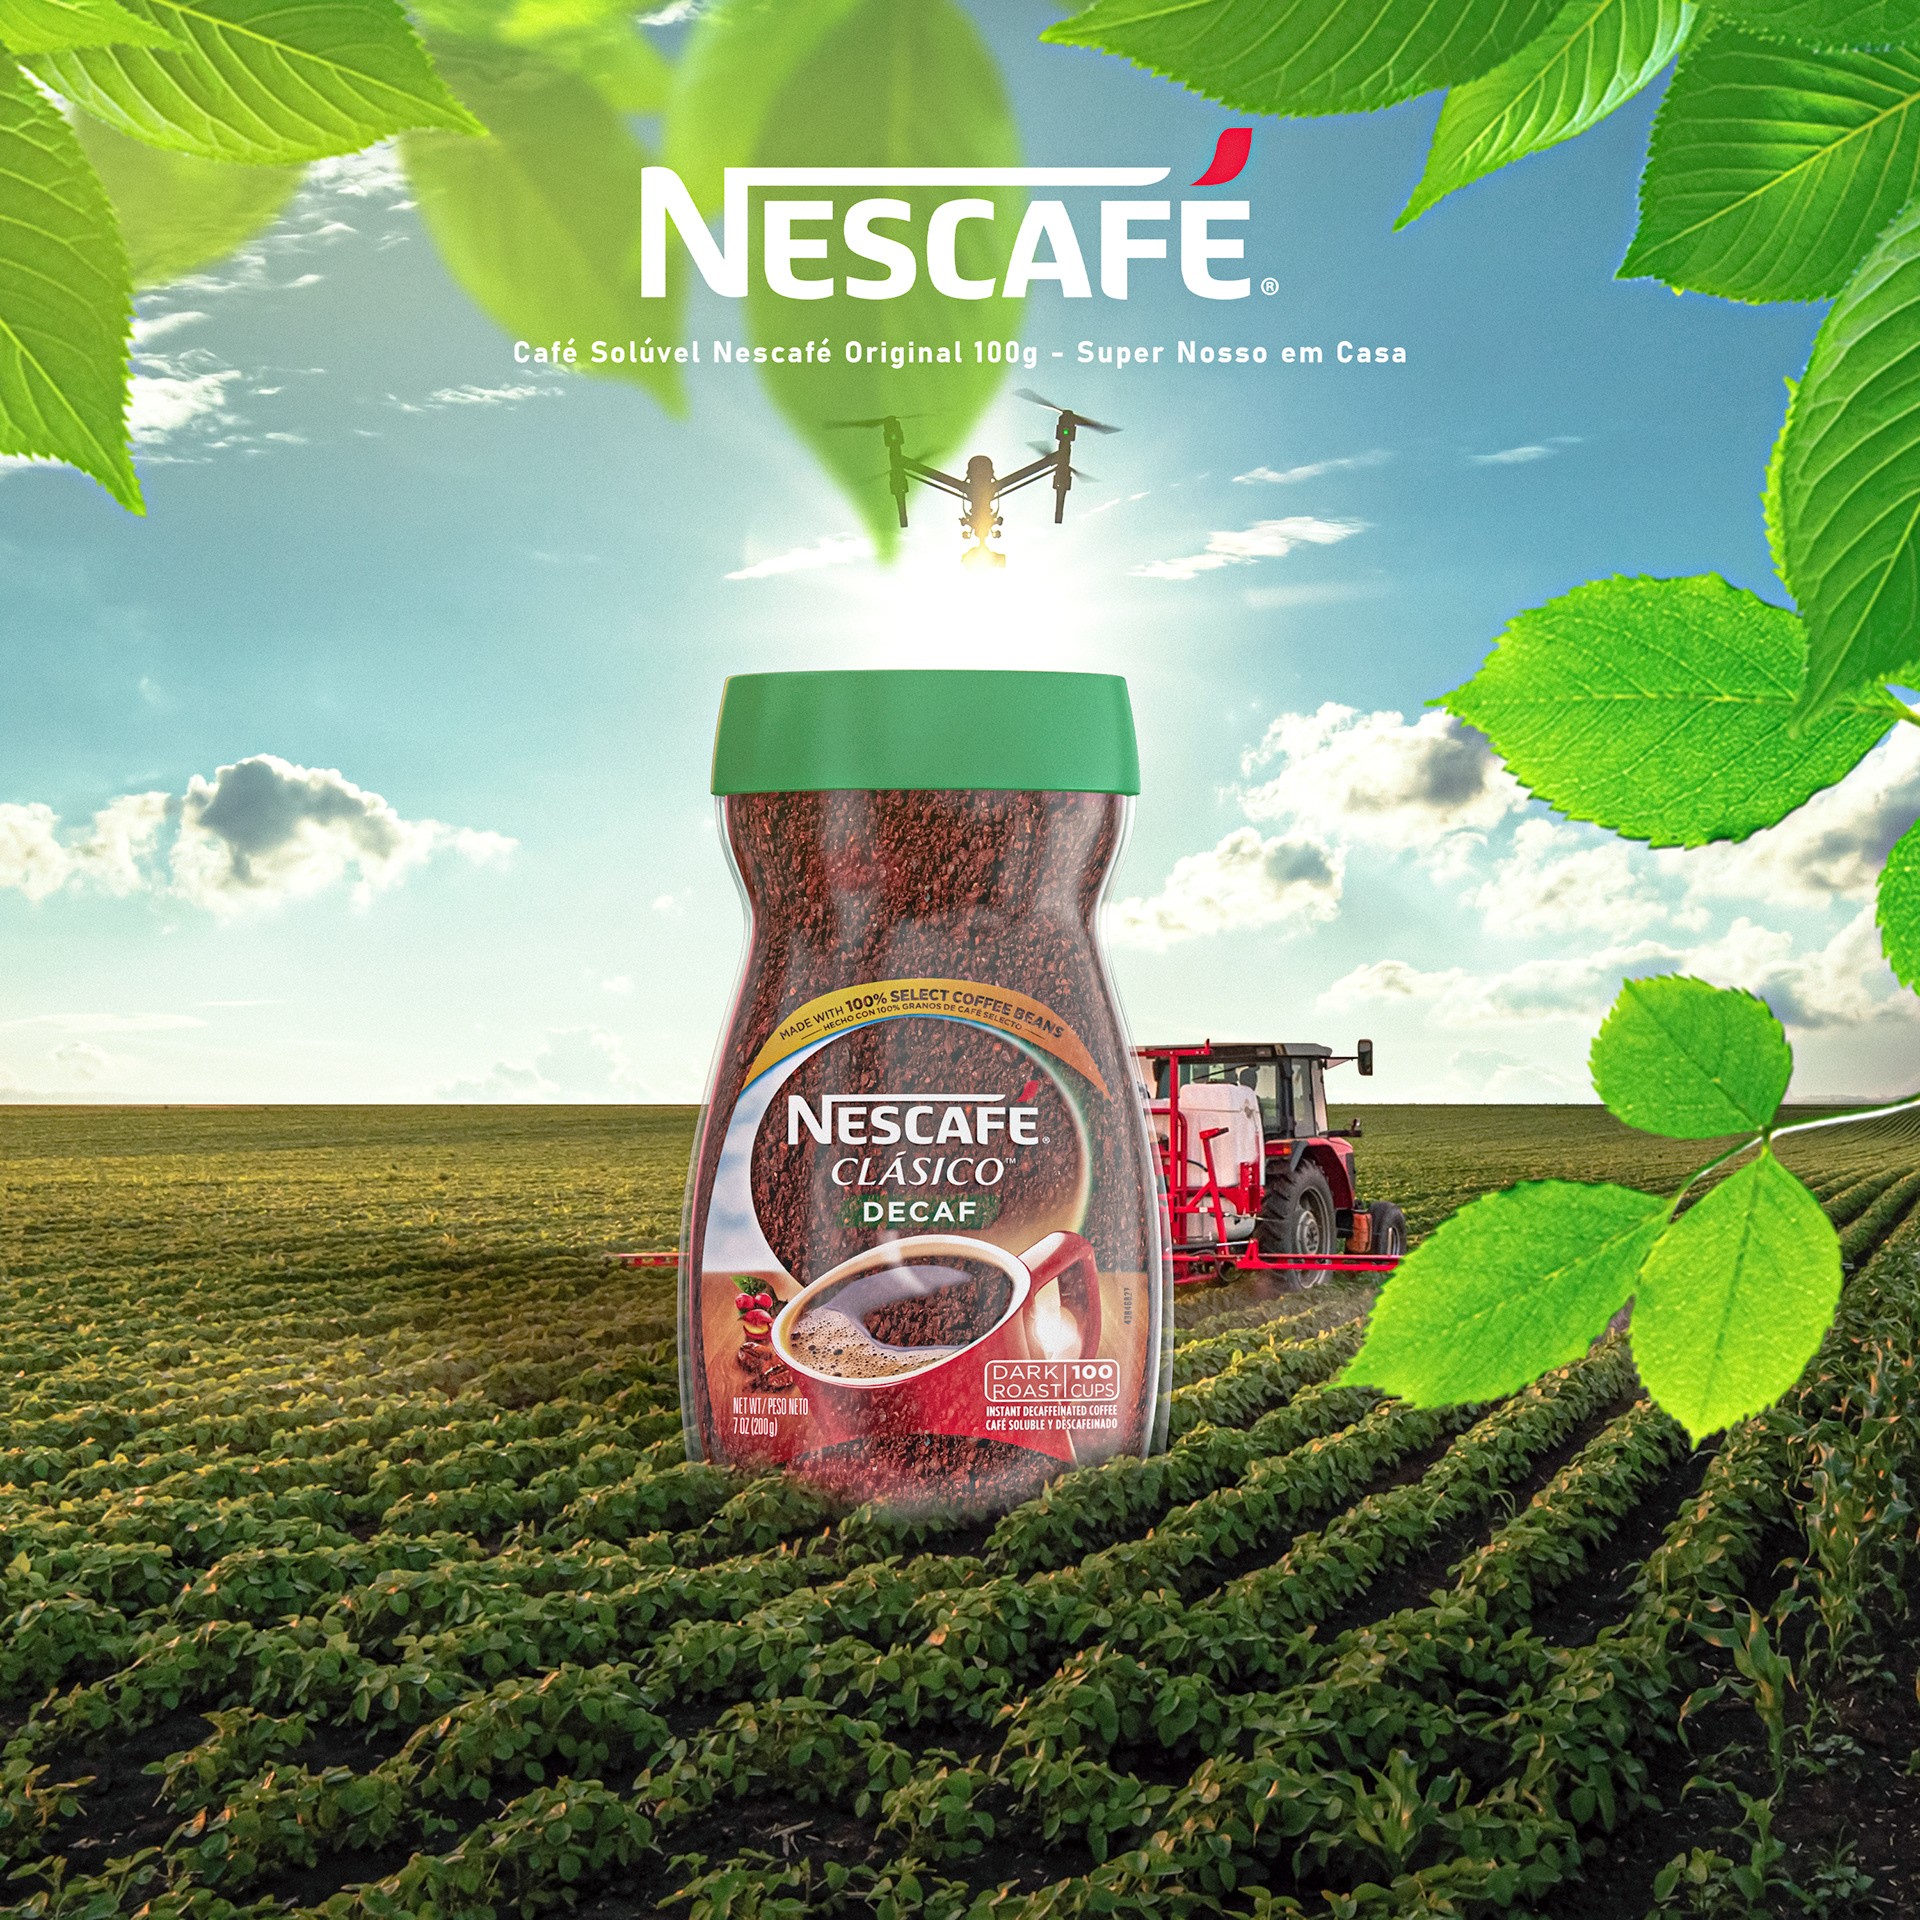 NESCAFÉ®
Café Solúvel Nescafé Original 100g - Super Nosso em Casa
MADE WITH 100% SELECT COFFEE BEANS
HECHO CON 100% GRANOS DE CAFÉ SELECTO
NESCAFÉ®
CLÁSICO™
DECAF
43846827
DARK ROAST 100 CUPS
NET WT/PESO NETO
7 OZ (200g)
INSTANT DECAFFEINATED COFFEE
CAFÉ SOLUBLE Y DESCAFEINADO